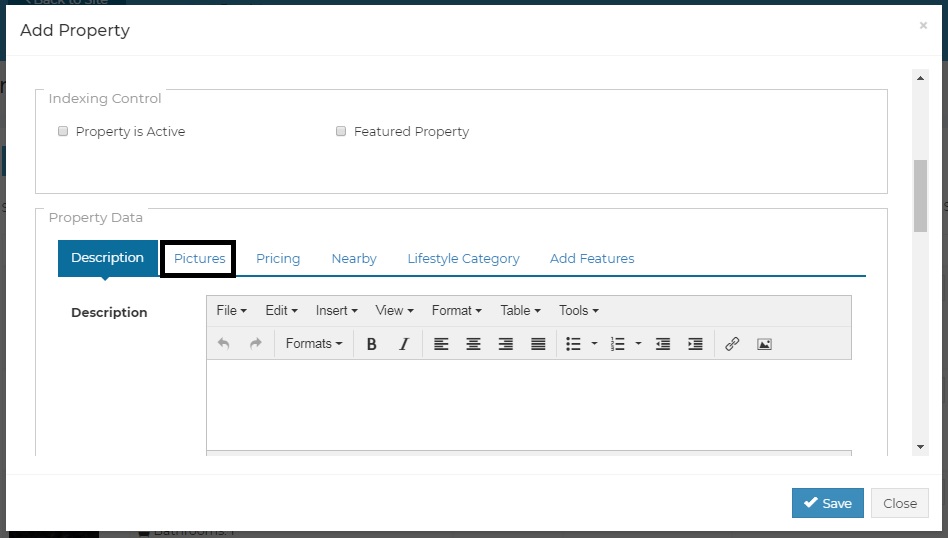 Back to Site
Add Property ×
Indexing Control
Property is Active Featured Property
Property Data
Description Pictures Pricing Nearby Lifestyle Category Add Features
Description
File Edit Insert View Format Table Tools
Formats B I
Save Close
Bathrooms: 1